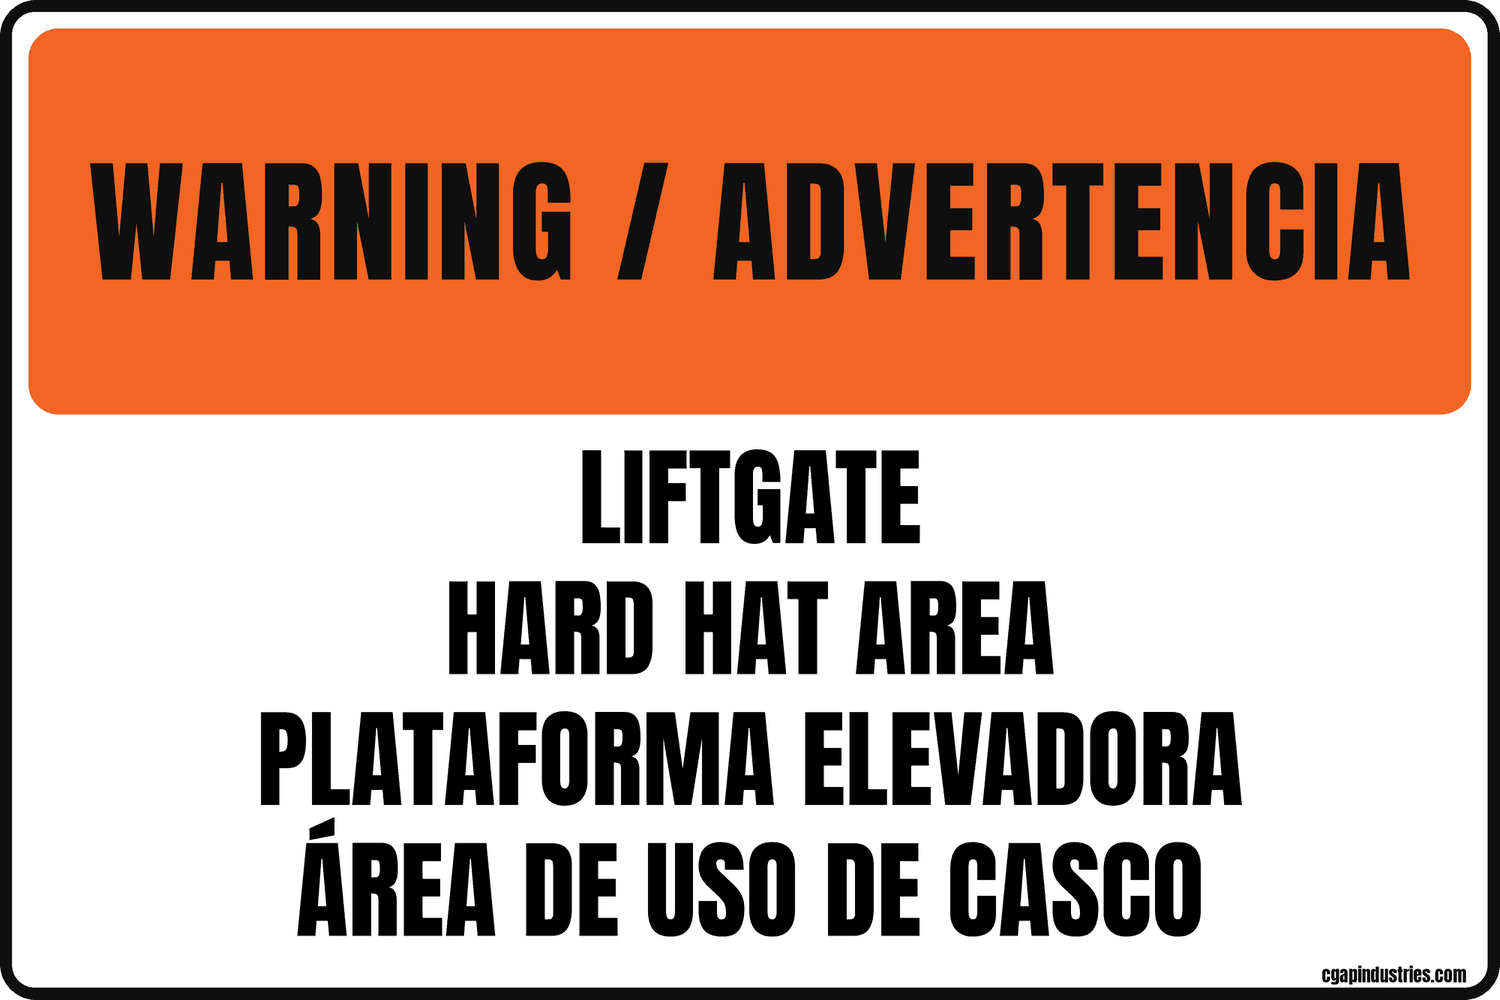 WARNING / ADVERTENCIA
LIFTGATE
HARD HAT AREA
PLATAFORMA ELEVADORA
ÁREA DE USO DE CASCO
cgapindustries.com